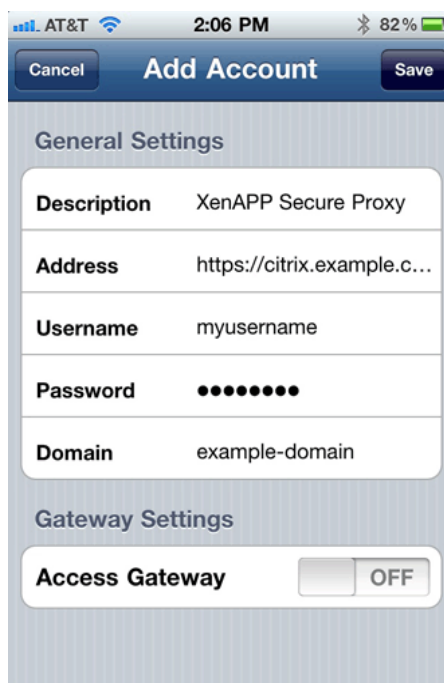 AT&T 2:06 PM 82%
Cancel Add Account Save
General Settings
Description XenAPP Secure Proxy
Address https://citrix.example.c...
Username myusername
Password ●●●●●●●●
Domain example-domain
Gateway Settings
Access Gateway OFF